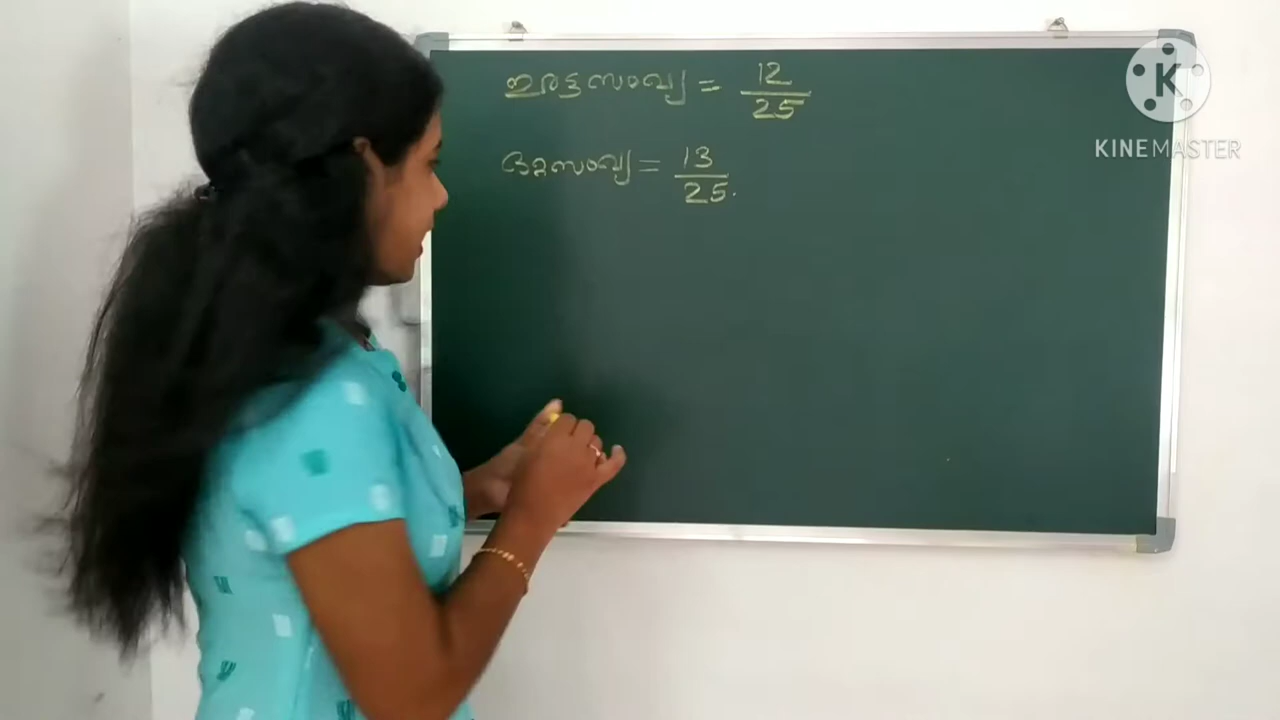 ഇരട്ടസംഖ്യ = 12/25
ഒറ്റസംഖ്യ = 13/25.
K
KINEMASTER